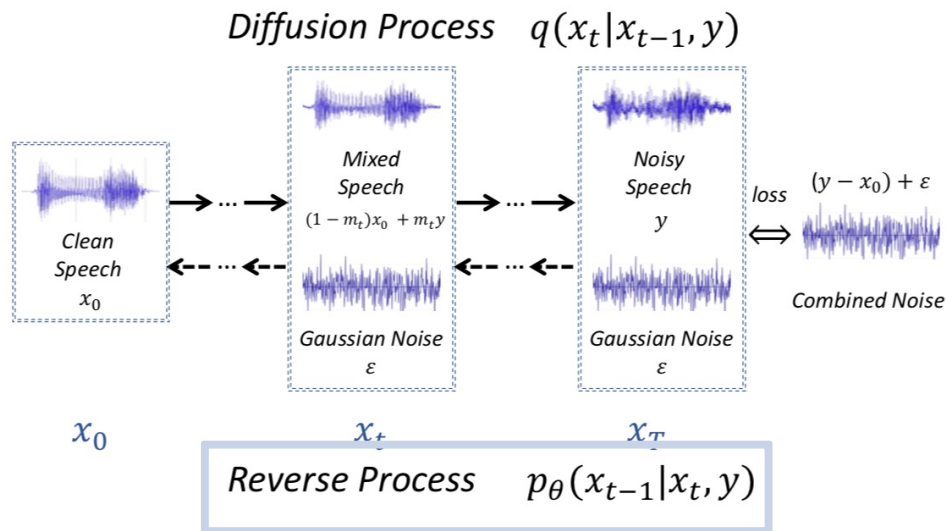 Diffusion Process q(x_t|x_{t-1}, y)
Clean
Speech
x_0
...
...
Mixed
Speech
(1 − m_t)x_0 + m_t y
Gaussian Noise
ε
...
...
Noisy
Speech
y
Gaussian Noise
ε
loss
⇔
(y − x_0) + ε
Combined Noise
x_0 x_t x_T
Reverse Process p_θ(x_{t-1}|x_t, y)